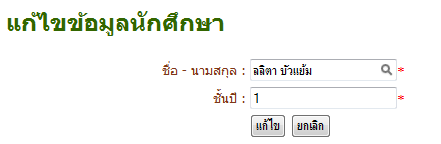 แก้ไขข้อมูลนักศึกษา
ชื่อ - นามสกุล : ลลิตา บัวแย้ม *
ชั้นปี : 1 *
แก้ไข ยกเลิก